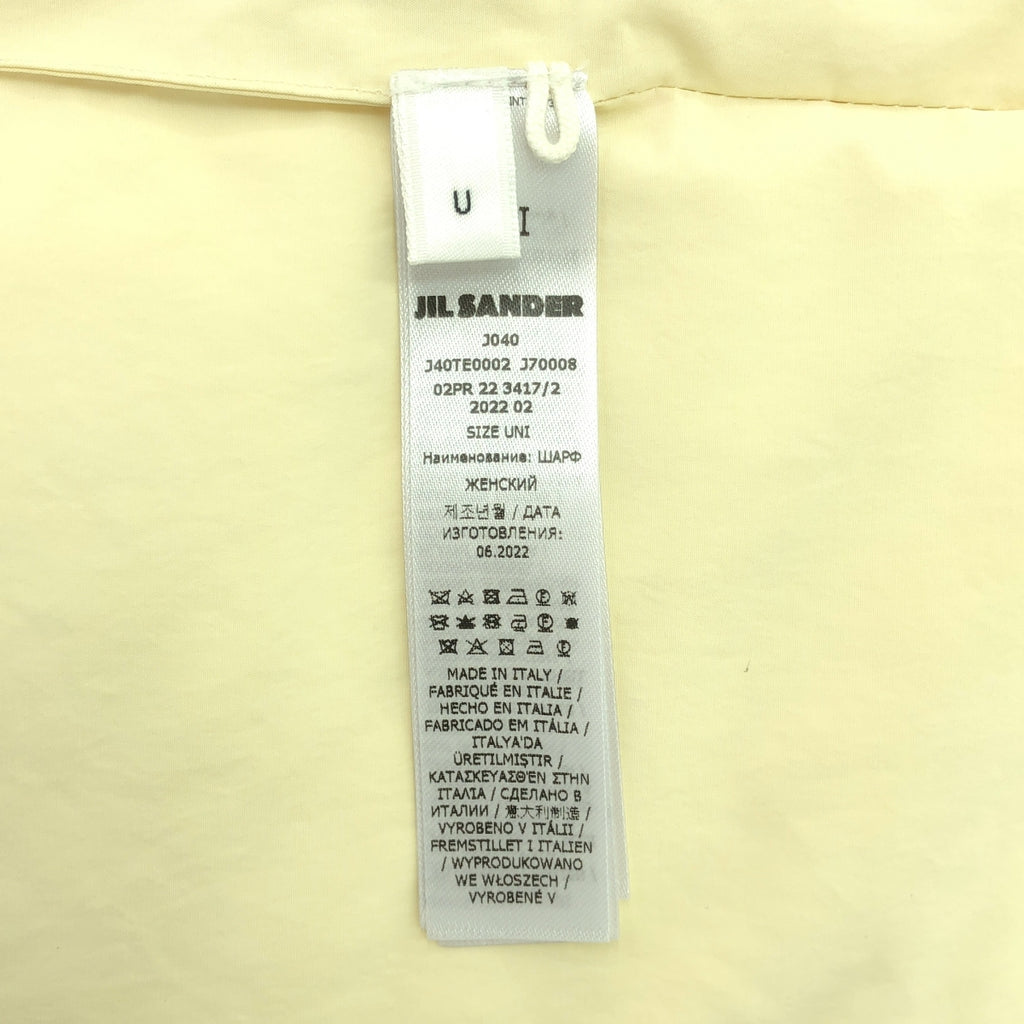 U
I
JIL SANDER
J040
J40TE0002 J70008
02PR 22 3417/2
2022 02
SIZE UNI
Наименование: ШАРФ
ЖЕНСКИЙ
제조년월 / ДАТА
ИЗГОТОВЛЕНИЯ:
06.2022
MADE IN ITALY /
FABRIQUÉ EN ITALIE /
HECHO EN ITALIA /
FABRICADO EM ITÁLIA /
ITALYA'DA
ÜRETILMIŞTIR /
ΚΑΤΑΣΚΕΥΑΣΘ'ΕΝ ΣΤΗΝ
ΙΤΑΛΙΑ / СДЕЛАНО В
ИТАЛИИ / 意大利制造 /
VYROBENO V ITÁLII /
FREMSTILLET I ITALIEN
/ WYPRODUKOWANO
WE WŁOSZECH /
VYROBENÉ V